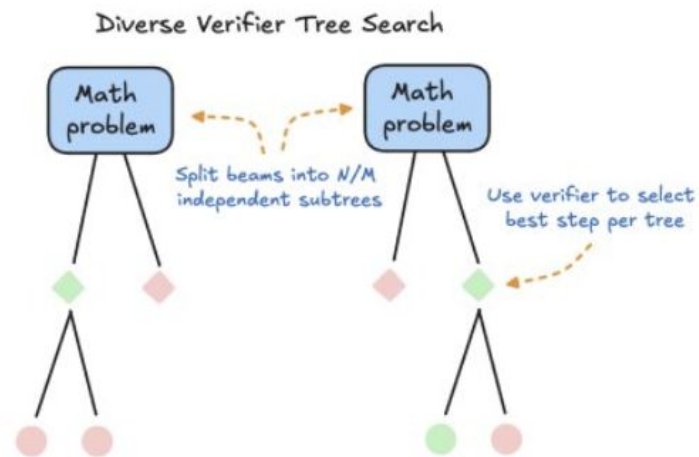 Diverse Verifier Tree Search
Math
problem
Math
problem
Split beams into N/M
independent subtrees
Use verifier to select
best step per tree